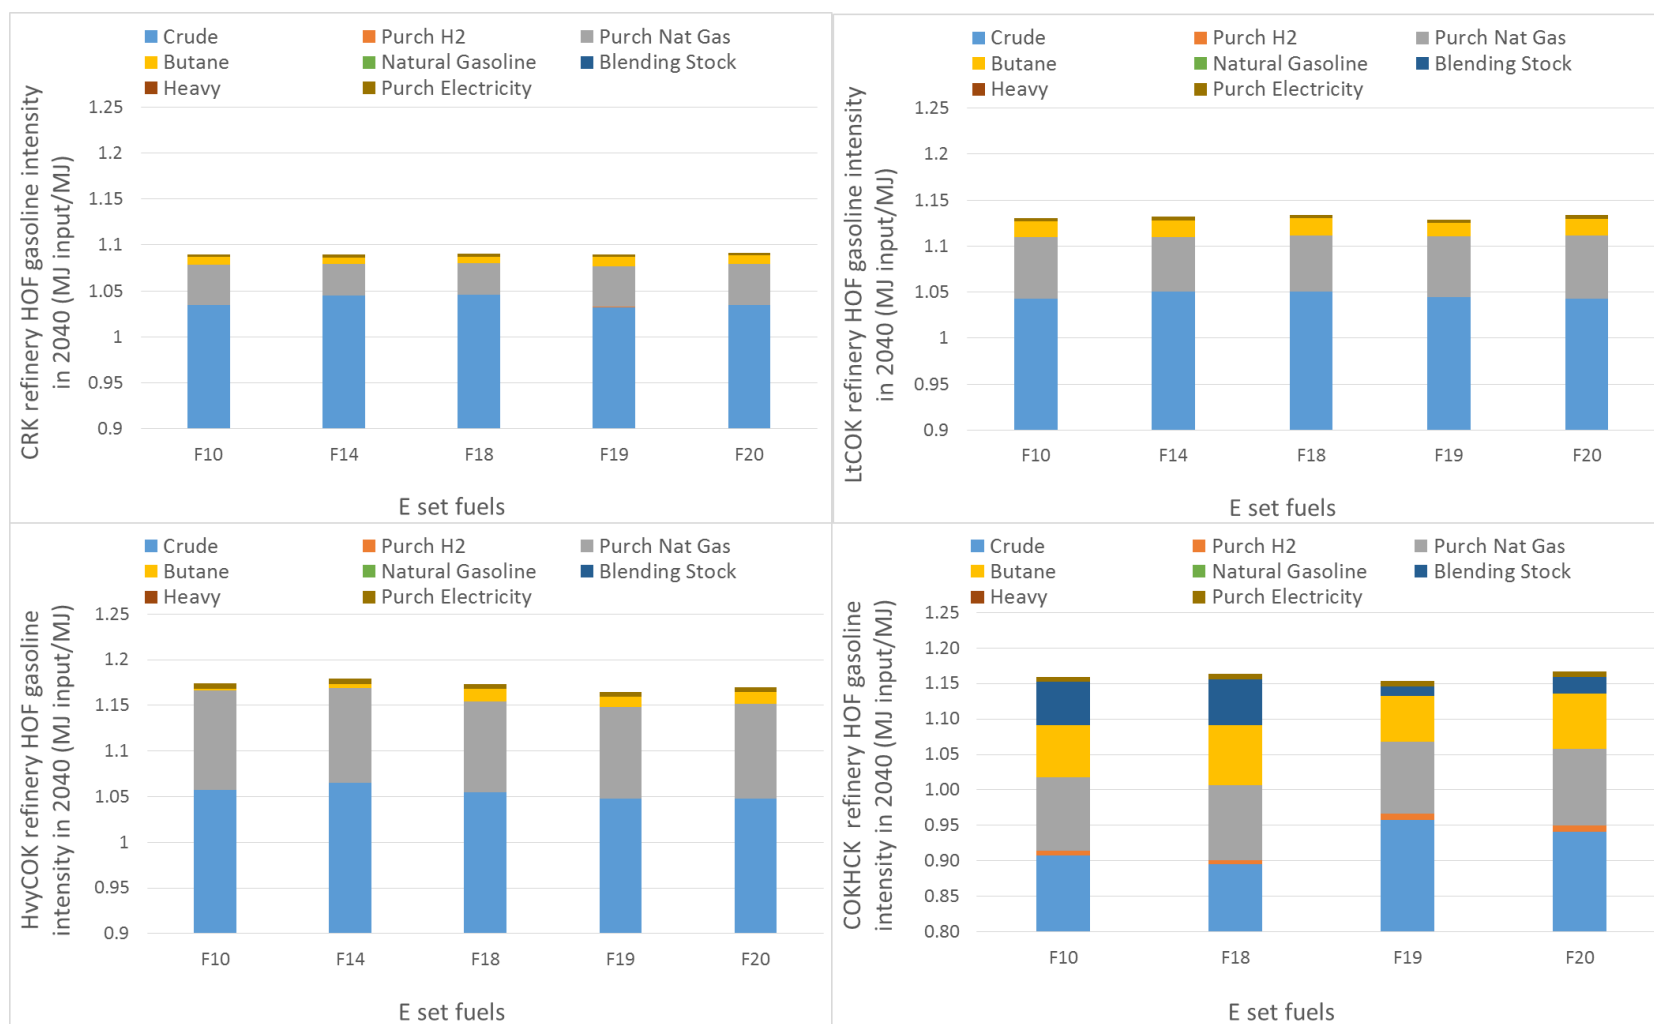 Crude Purch H2 Purch Nat Gas
Butane Natural Gasoline Blending Stock
Heavy Purch Electricity
CRK refinery HOF gasoline intensity
in 2040 (MJ input/MJ)
1.25
1.2
1.15
1.1
1.05
1
0.95
0.9
F10 F14 F18 F19 F20
E set fuels
Crude Purch H2 Purch Nat Gas
Butane Natural Gasoline Blending Stock
Heavy Purch Electricity
LtCOK refinery HOF gasoline intensity
in 2040 (MJ input/MJ)
1.25
1.2
1.15
1.1
1.05
1
0.95
0.9
F10 F14 F18 F19 F20
E set fuels
Crude Purch H2 Purch Nat Gas
Butane Natural Gasoline Blending Stock
Heavy Purch Electricity
HvyCOK refinery HOF gasoline
intensity in 2040 (MJ input/MJ)
1.25
1.2
1.15
1.1
1.05
1
0.95
0.9
F10 F14 F18 F19 F20
E set fuels
Crude Purch H2 Purch Nat Gas
Butane Natural Gasoline Blending Stock
Heavy Purch Electricity
COKHCK refinery HOF gasoline
intensity in 2040 (MJ input/MJ)
1.25
1.20
1.15
1.10
1.05
1.00
0.95
0.90
0.85
0.80
F10 F18 F19 F20
E set fuels